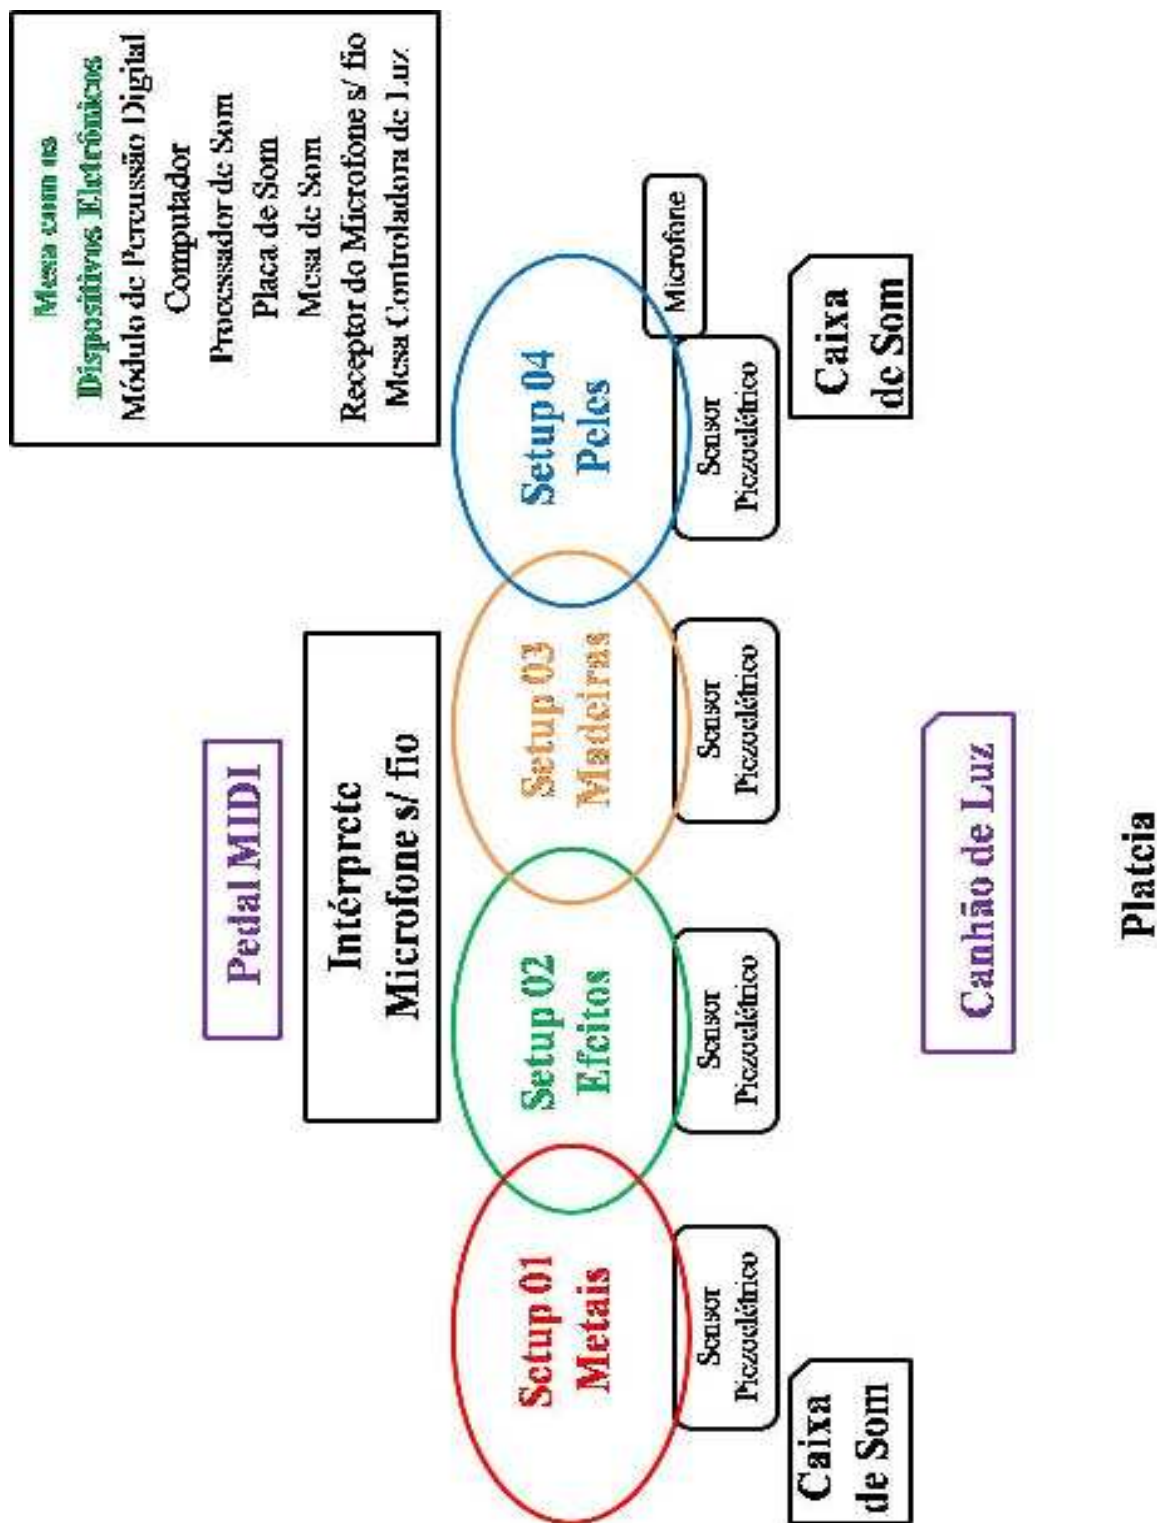 Mesa com os
Dispositivos Eletrônicos
Módulo de Percussão Digital
Computador
Processador de Som
Placa de Som
Mesa de Som
Receptor do Microfone s/ fio
Mesa Controladora de Luz
Pedal MIDI
Intérprete
Microfone s/ fio
Setup 01
Metais
Setup 02
Efeitos
Setup 03
Madeiras
Setup 04
Peles
Sensor
Piezoelétrico
Sensor
Piezoelétrico
Sensor
Piezoelétrico
Sensor
Piezoelétrico
Microfone
Caixa
de Som
Caixa
de Som
Canhão de Luz
Plateia